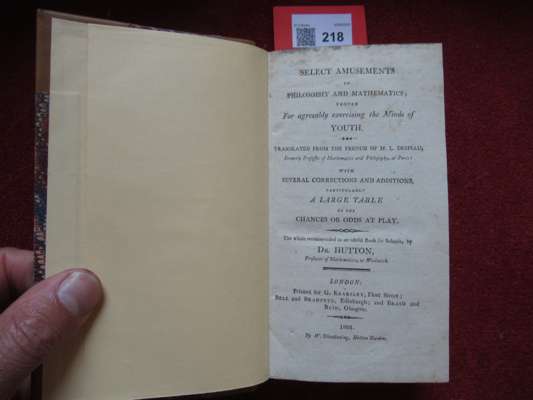 218
SELECT AMUSEMENTS
IN
PHILOSOPHY AND MATHEMATICS;
PROPER
For agreeably exercising the Minds of
YOUTH.
TRANSLATED FROM THE FRENCH OF M. L. DESPIAU,
Formerly Professor of Mathematics and Philosophy, at Paris:
WITH
SEVERAL CORRECTIONS AND ADDITIONS,
PARTICULARLY
A LARGE TABLE
OF THE
CHANCES OR ODDS AT PLAY.
The whole recommended as an useful Book for Schools, by
DR. HUTTON,
Professor of Mathematics, at Woolwich.
LONDON:
Printed for G. KEARSLEY, Fleet Street;
BELL and BRADFUTE, Edinburgh; and BRASH and
REID, Glasgow.
By W. Hatton Garden.